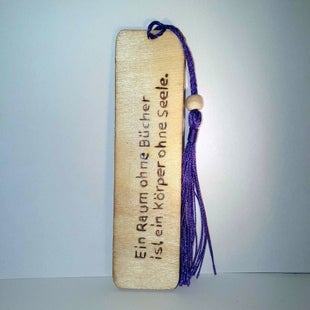 Ein Raum ohne Bücher
ist ein Körper ohne Seele.